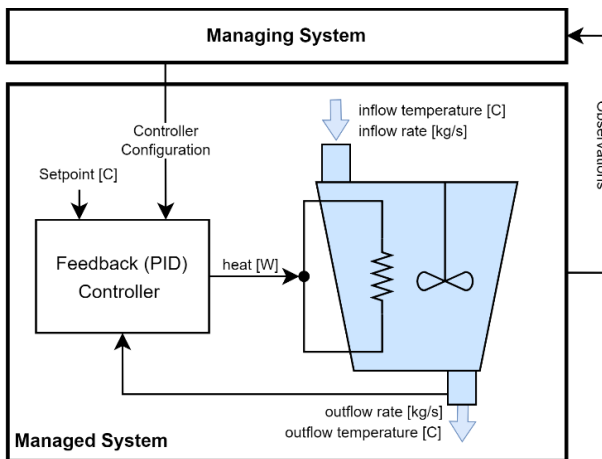 Managing System
inflow temperature [C]
inflow rate [kg/s]
Controller
Configuration
Observations
Setpoint [C]
Feedback (PID)
Controller
heat [W]
outflow rate [kg/s]
outflow temperature [C]
Managed System